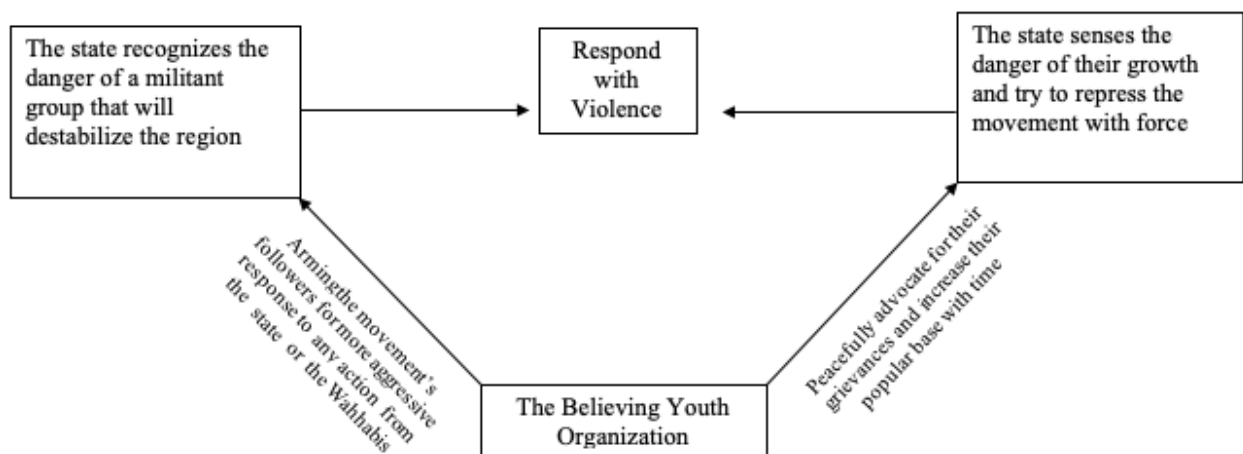 The state recognizes the
danger of a militant
group that will
destabilize the region
Respond
with
Violence
The state senses the
danger of their growth
and try to repress the
movement with force
Armingthe movement's
followers for more aggressive
response to any action from
the state or the Wahhabis
Peacefully advocate for their
grievances and increase their
popular base with time
The Believing Youth
Organization